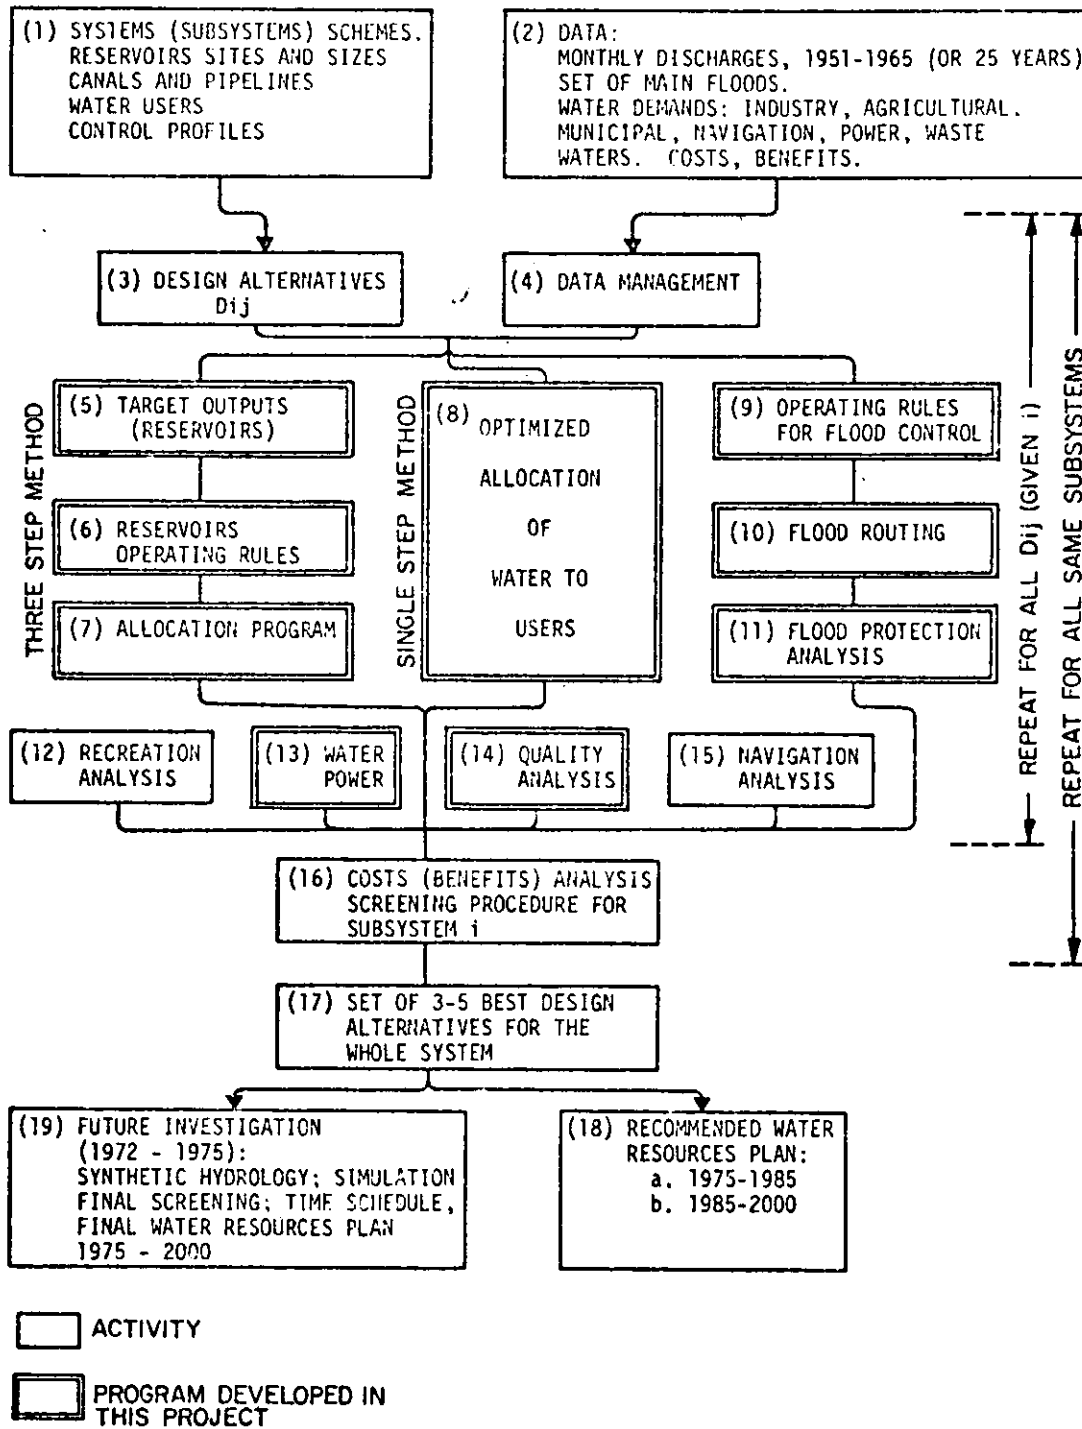 (1) SYSTEMS (SUBSYSTEMS) SCHEMES.
RESERVOIRS SITES AND SIZES
CANALS AND PIPELINES
WATER USERS
CONTROL PROFILES
(2) DATA:
MONTHLY DISCHARGES, 1951-1965 (OR 25 YEARS)
SET OF MAIN FLOODS.
WATER DEMANDS: INDUSTRY, AGRICULTURAL.
MUNICIPAL, NAVIGATION, POWER, WASTE
WATERS. COSTS, BENEFITS.
(3) DESIGN ALTERNATIVES
Dij
(4) DATA MANAGEMENT
THREE STEP METHOD
(5) TARGET OUTPUTS
(RESERVOIRS)
(6) RESERVOIRS
OPERATING RULES
(7) ALLOCATION PROGRAM
SINGLE STEP METHOD
(8) OPTIMIZED
ALLOCATION
OF
WATER TO
USERS
(9) OPERATING RULES
FOR FLOOD CONTROL
(10) FLOOD ROUTING
(11) FLOOD PROTECTION
ANALYSIS
REPEAT FOR ALL Dij (GIVEN i)
REPEAT FOR ALL SAME SUBSYSTEMS
(12) RECREATION
ANALYSIS
(13) WATER
POWER
(14) QUALITY
ANALYSIS
(15) NAVIGATION
ANALYSIS
(16) COSTS (BENEFITS) ANALYSIS
SCREENING PROCEDURE FOR
SUBSYSTEM i
(17) SET OF 3-5 BEST DESIGN
ALTERNATIVES FOR THE
WHOLE SYSTEM
(19) FUTURE INVESTIGATION
(1972 - 1975):
SYNTHETIC HYDROLOGY; SIMULATION
FINAL SCREENING; TIME SCHEDULE,
FINAL WATER RESOURCES PLAN
1975 - 2000
(18) RECOMMENDED WATER
RESOURCES PLAN:
a. 1975-1985
b. 1985-2000
ACTIVITY
PROGRAM DEVELOPED IN
THIS PROJECT